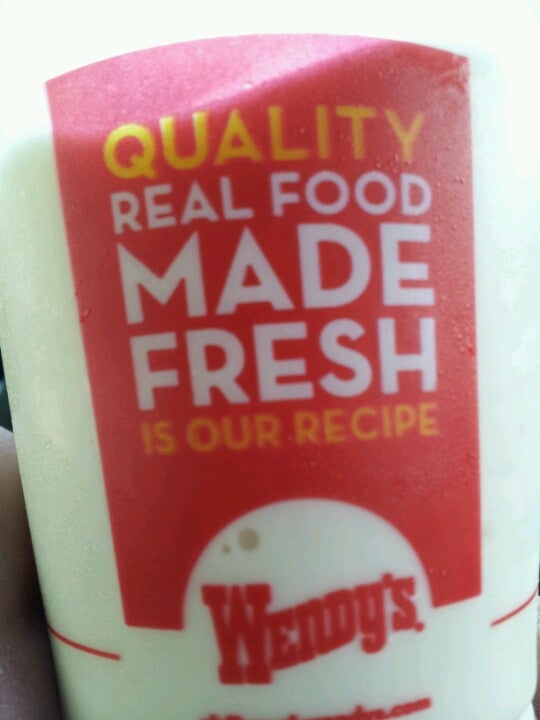 QUALITY
REAL FOOD
MADE
FRESH
IS OUR RECIPE
WENDY'S